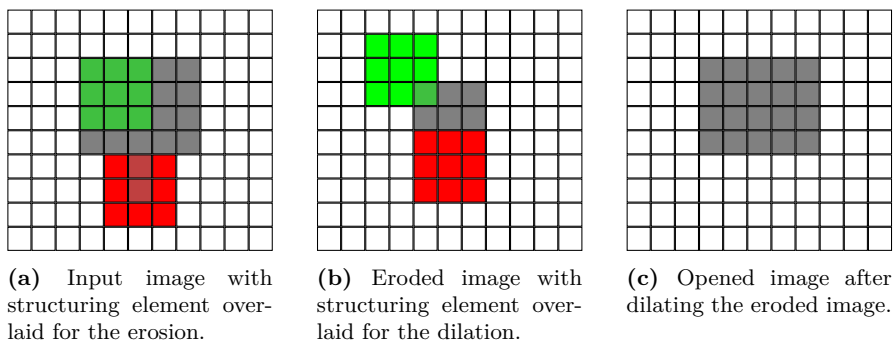 (a) Input image with
structuring element over-
laid for the erosion.
(b) Eroded image with
structuring element over-
laid for the dilation.
(c) Opened image after
dilating the eroded image.